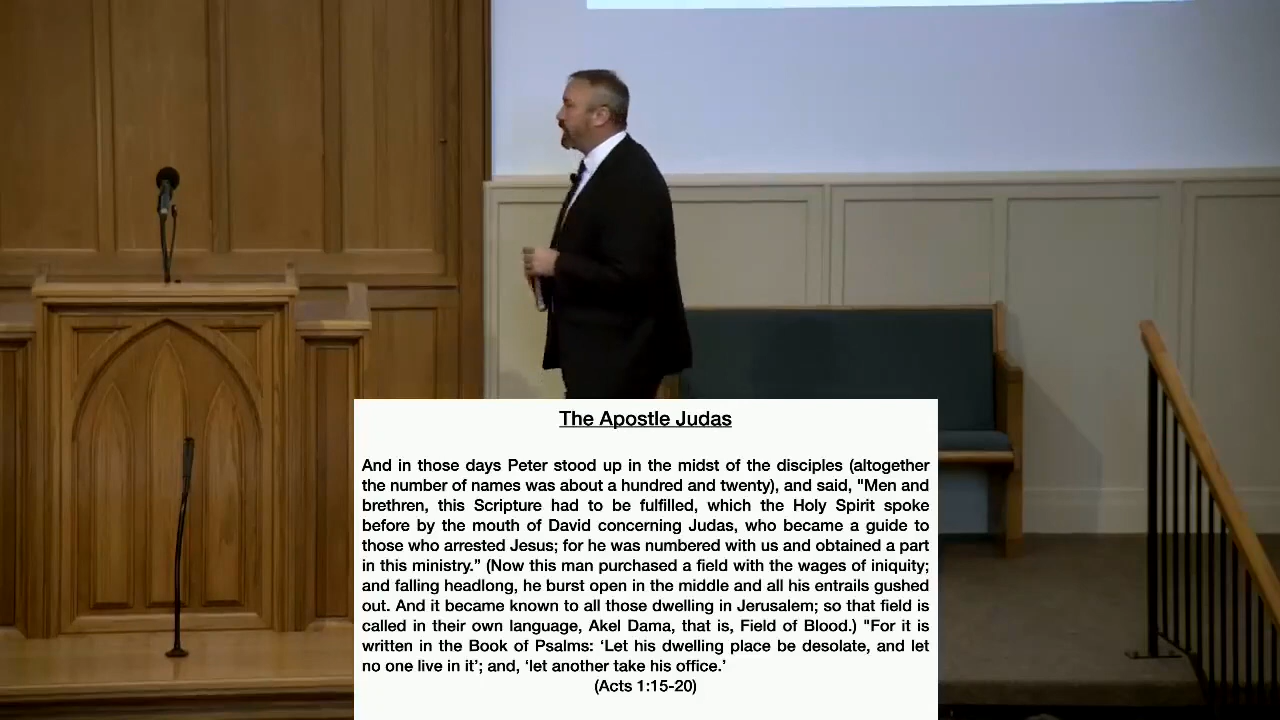 The Apostle Judas
And in those days Peter stood up in the midst of the disciples (altogether
the number of names was about a hundred and twenty), and said, "Men and
brethren, this Scripture had to be fulfilled, which the Holy Spirit spoke
before by the mouth of David concerning Judas, who became a guide to
those who arrested Jesus; for he was numbered with us and obtained a part
in this ministry.” (Now this man purchased a field with the wages of iniquity;
and falling headlong, he burst open in the middle and all his entrails gushed
out. And it became known to all those dwelling in Jerusalem; so that field is
called in their own language, Akel Dama, that is, Field of Blood.) "For it is
written in the Book of Psalms: ‘Let his dwelling place be desolate, and let
no one live in it’; and, ‘let another take his office.’
(Acts 1:15-20)